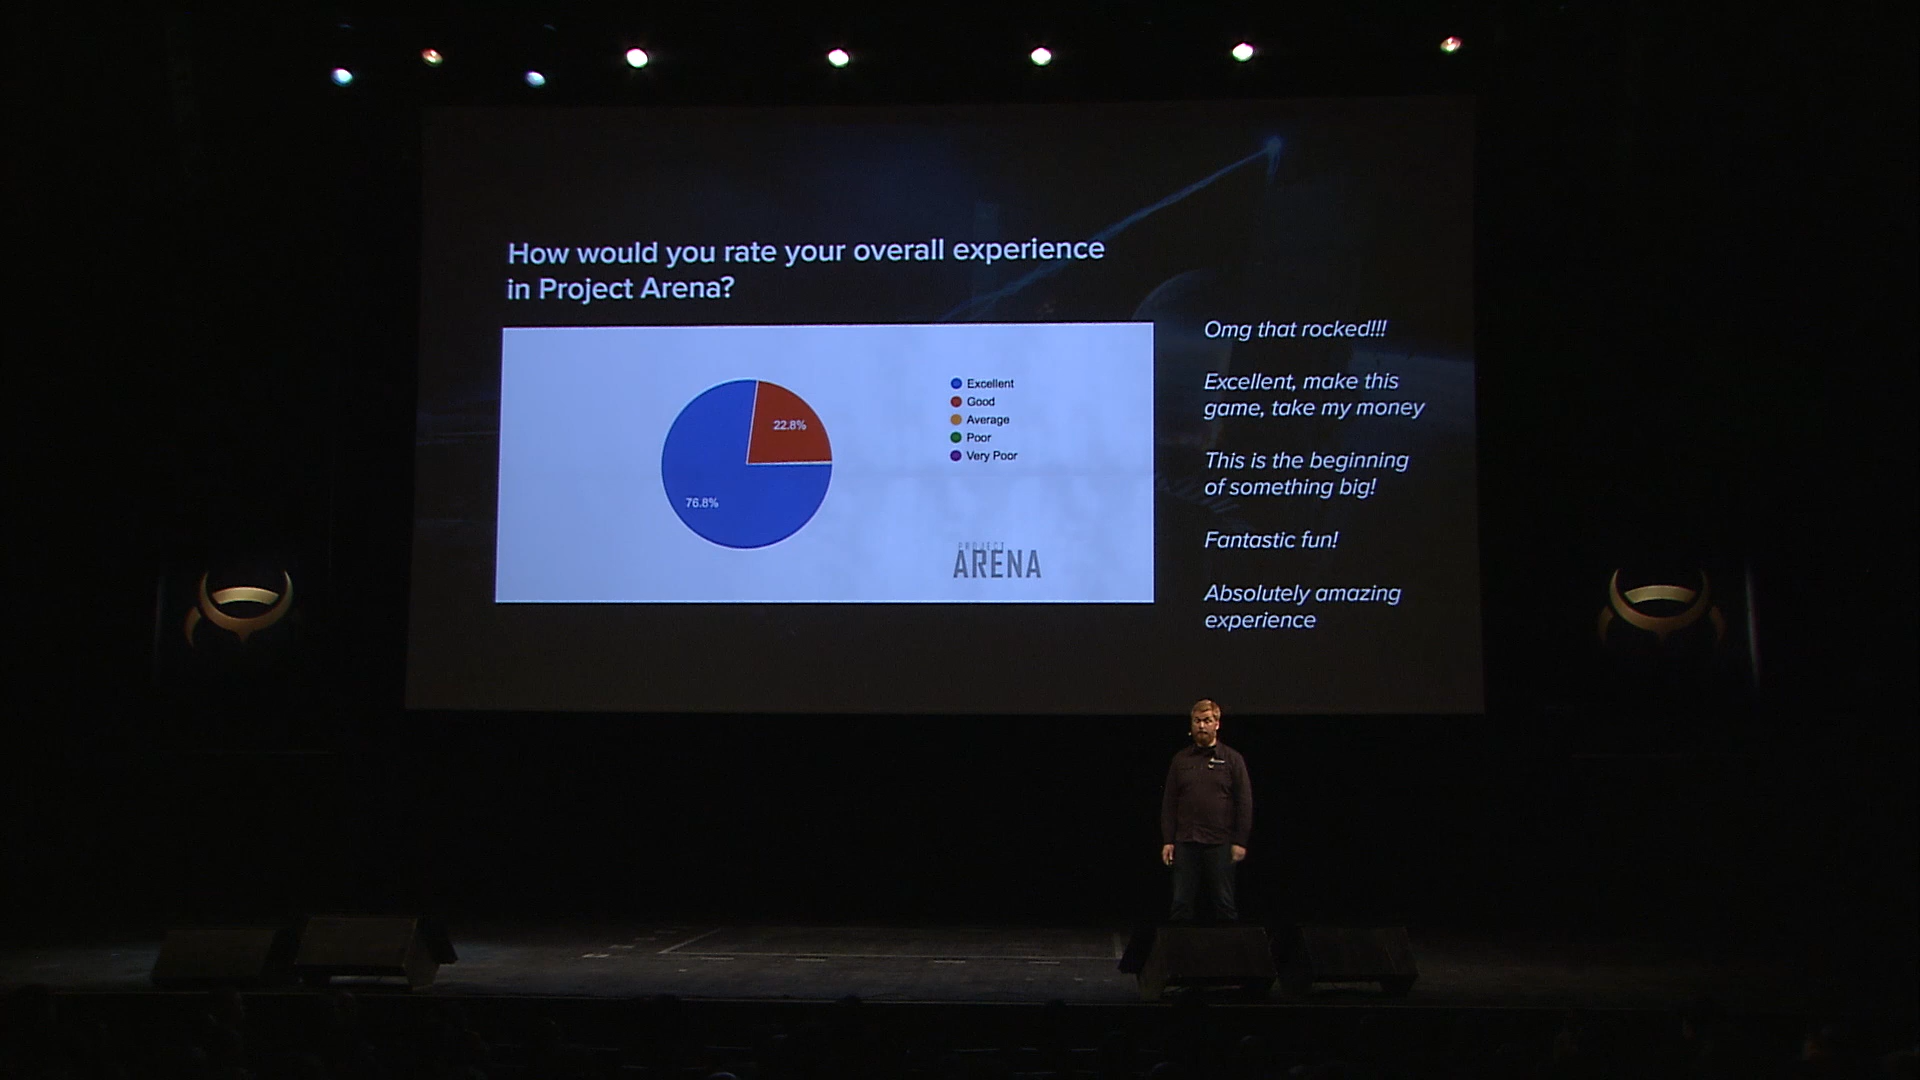 How would you rate your overall experience
in Project Arena?
Excellent
Good
Average
Poor
Very Poor
22.8%
76.8%
PROJECT
ARENA
Omg that rocked!!!
Excellent, make this
game, take my money
This is the beginning
of something big!
Fantastic fun!
Absolutely amazing
experience